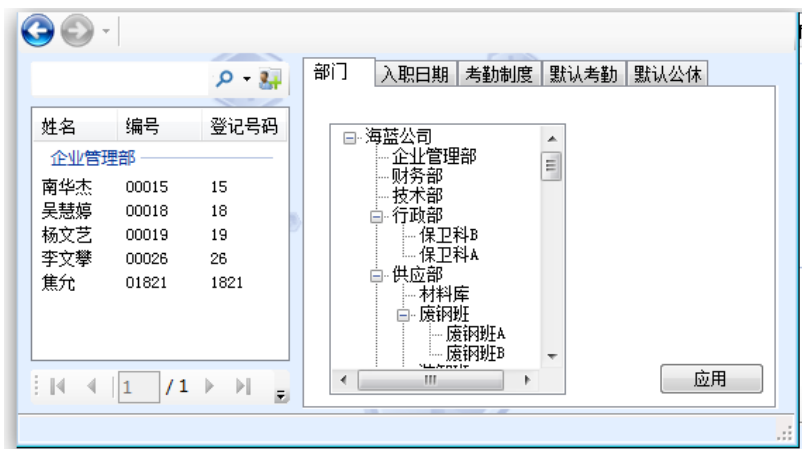 部门 入职日期 考勤制度 默认考勤 默认公休
姓名 编号 登记号码
企业管理部
南华杰 00015 15
吴慧婷 00018 18
杨文艺 00019 19
李文攀 00026 26
焦允 01821 1821
1 / 1
海蓝公司
企业管理部
财务部
技术部
行政部
保卫科B
保卫科A
供应部
材料库
废钢班
废钢班A
废钢班B
应用